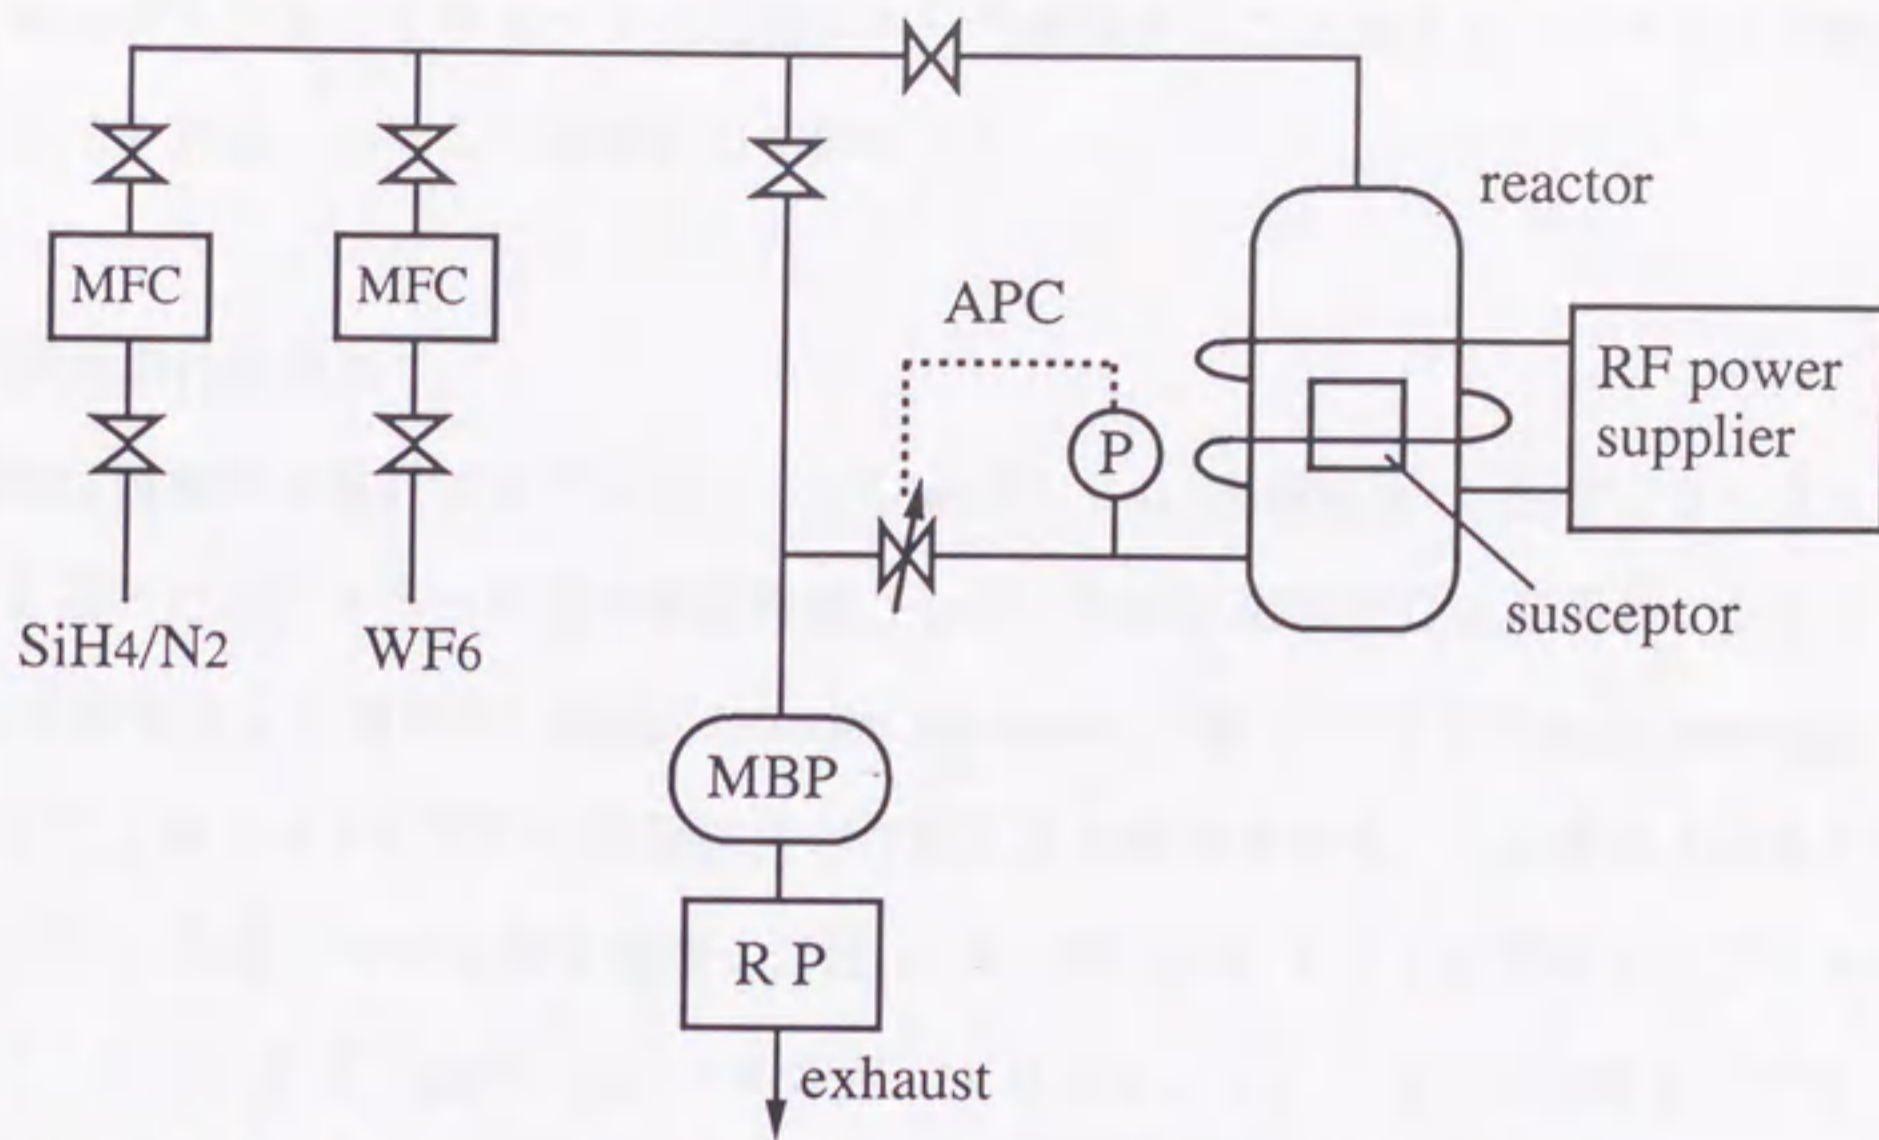 reactor
MFC
MFC
APC
RF power
supplier
P
SiH4/N2
WF6
susceptor
MBP
R P
exhaust